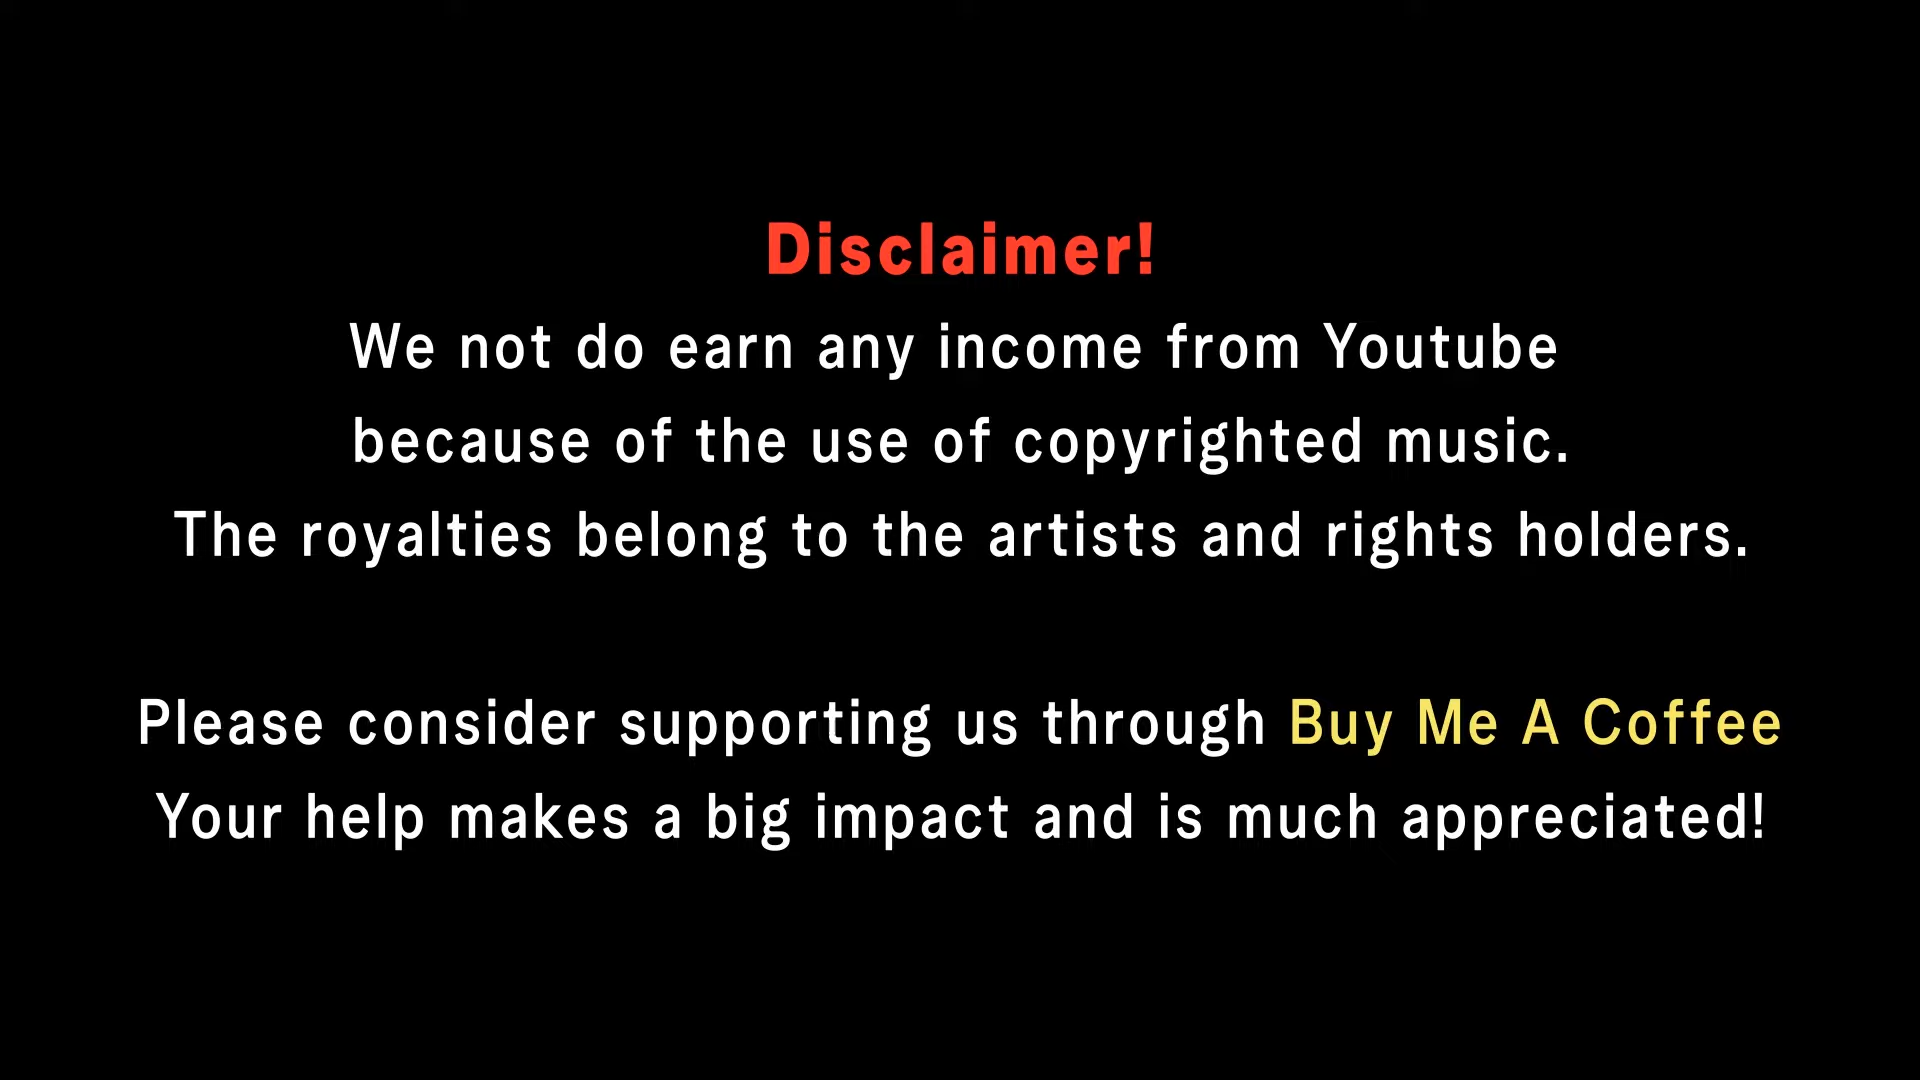 Disclaimer!
We not do earn any income from Youtube
because of the use of copyrighted music.
The royalties belong to the artists and rights holders.
Please consider supporting us through Buy Me A Coffee
Your help makes a big impact and is much appreciated!